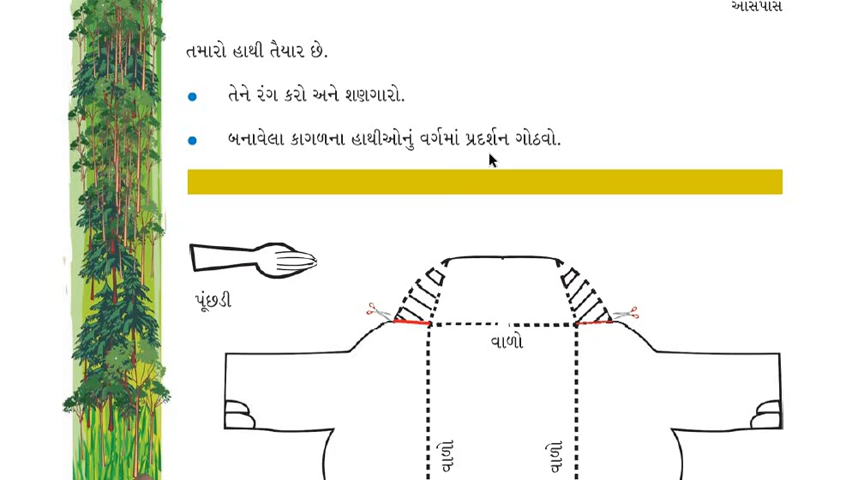 આસપાસ
તમારો હાથી તૈયાર છે.
તેને રંગ કરો અને શણગારો.
બનાવેલા કાગળના હાથીઓનું વર્ગમાં પ્રદર્શન ગોઠવો.
પૂંછડી
વાળો
વાળો
વાળો